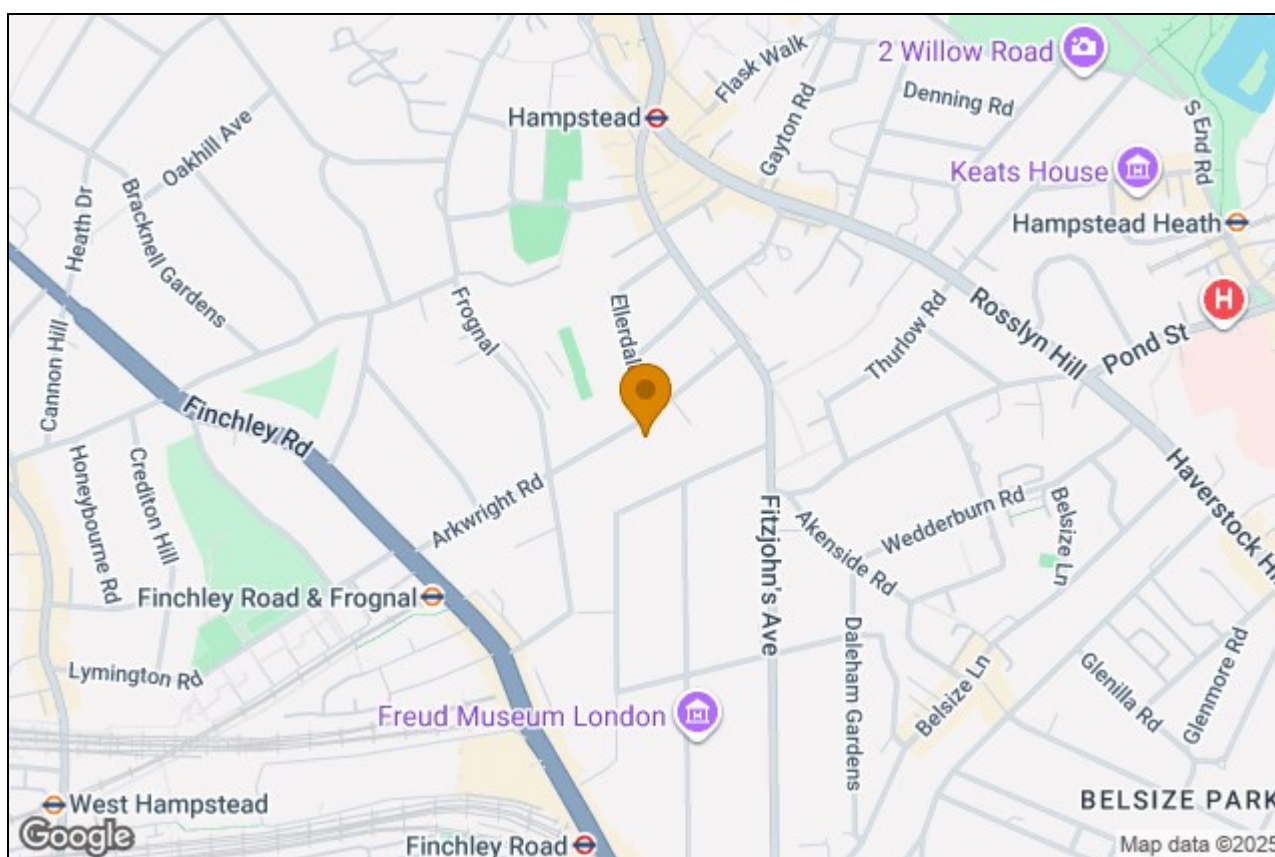 2 Willow Road
Flask Walk
Denning Rd
Hampstead
Gayton Rd
S End Rd
Oakhill Ave
Keats House
Heath Dr
Bracknell Gardens
Hampstead Heath
H
Frognal
Ellerdal
Rosslyn Hill
Thurlow Rd
Pond St
Cannon Hill
Finchley Rd
Honeybourne Rd
Crediton Hill
Arkwright Rd
Fitzjohn's Ave
Akenside Rd
Wedderburn Rd
Belsize Ln
Haverstock Hi
Finchley Road & Frognal
Lymington Rd
Daleham Gardens
Belsize Ln
Glenilla Rd
Glenmore Rd
Freud Museum London
West Hampstead
BELSIZE PARK
Google
Finchley Road
Map data ©2025